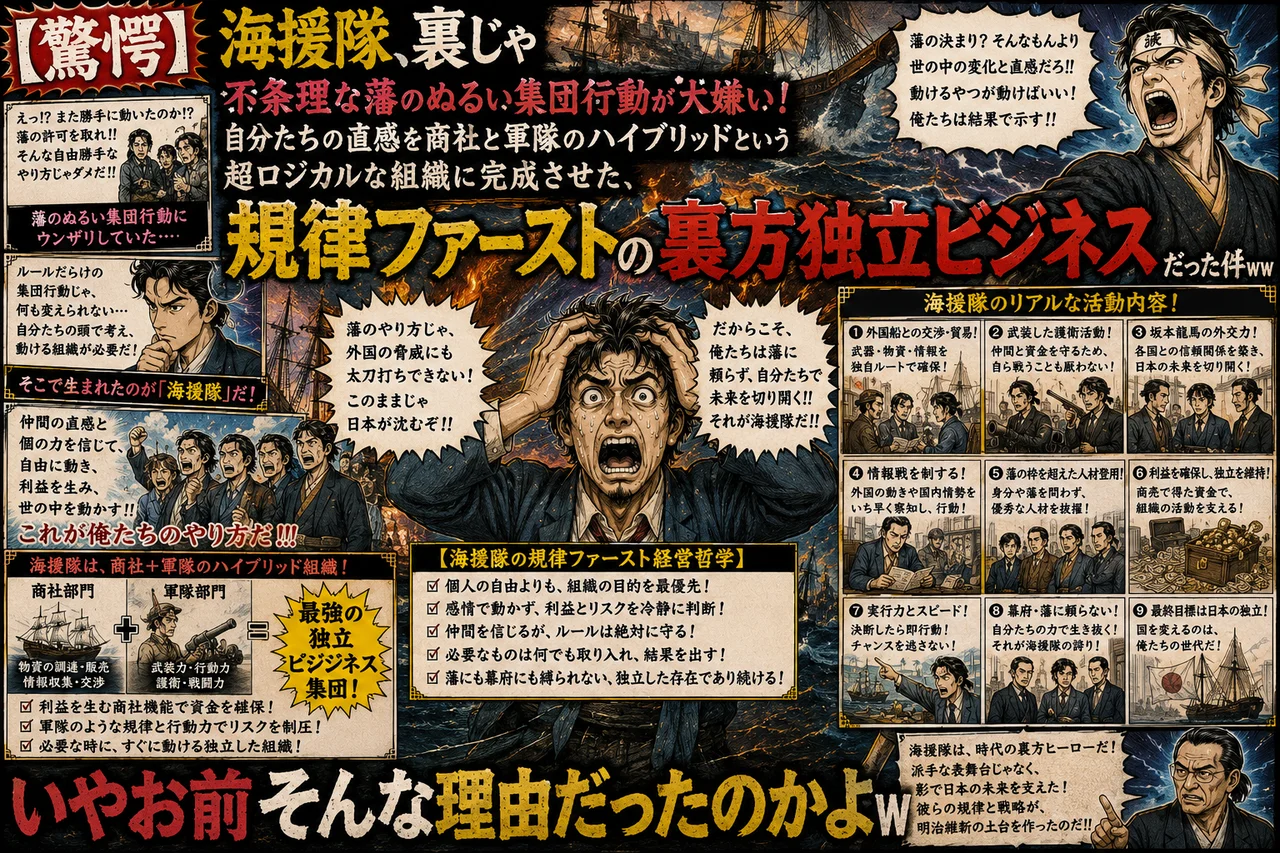 【驚愕】
海援隊、裏じゃ
不条理な藩のぬるい集団行動が大嫌い!
自分たちの直感を商社と軍隊のハイブリッドという
超ロジカルな組織に完成させた、
規律ファーストの裏方独立ビジネスだった件ww
藩の決まり?そんなもんより
世の中の変化と直感だろ!!
動けるやつが動けばいい!
俺たちは結果で示す!!
えっ!?また勝手に動いたのか!?
藩の許可を取れ!!
そんな自由勝手な
やり方じゃダメだ!!
藩のぬるい集団行動に
ウンザリしていた‥‥
ルールだらけの
集団行動じゃ、
何も変えられない…
自分たちの頭で考え、
動ける組織が必要だ!
そこで生まれたのが「海援隊」だ!
仲間の直感と
個の力を信じて、
自由に動き、
利益を生み、
世の中を動かす!!
これが俺たちのやり方だ!!!
海援隊は、商社+軍隊のハイブリッド組織!
商社部門
物資の調達・販売
情報収集・交渉
+
軍隊部門
武装力・行動力
護衛・戦闘力
=
最強の
独立
ビジジネス
集団!
☑ 利益を生む商社機能で資金を確保!
☑ 軍隊のような規律と行動力でリスクを制圧!
☑ 必要な時に、すぐに動ける独立した組織!
藩のやり方じゃ、
外国の脅威にも
太刀打ちできない!
このままじゃ
日本が沈むぞ!!
だからこそ、
俺たちは藩に
頼らず、自分たちで
未来を切り開く!!
それが海援隊だ!!
【海援隊の規律ファースト経営哲学】
☑ 個人の自由よりも、組織の目的を最優先!
☑ 感情で動かず、利益とリスクを冷静に判断!
☑ 仲間を信じるが、ルールは絶対に守る!
☑ 必要なものは何でも取り入れ、結果を出す!
☑ 藩にも幕府にも縛られない、独立した存在であり続ける!
海援隊のリアルな活動内容!
❶ 外国船との交渉・貿易!
武器・物資・情報を
独自ルートで確保!
❷ 武装した護衛活動!
仲間と資金を守るため、
自ら戦うことも厭わない!
❸ 坂本龍馬の外交力!
各国との信頼関係を築き、
日本の未来を切り開く!
❹ 情報戦を制する!
外国の動きや国内情勢を
いち早く察知し、行動!
❺ 藩の枠を超えた人材登用!
身分や藩を問わず、
優秀な人材を抜擢!
❻ 利益を確保し、独立を維持!
商売で得た資金で、
組織の活動を支える!
❼ 実行力とスピード!
決断したら即行動!
チャンスを逃さない!
❽ 幕府・藩に頼らない!
自分たちの力で生き抜く!
それが海援隊の誇り!
❾ 最終目標は日本の独立!
国を変えるのは、
俺たちの世代だ!
海援隊は、時代の裏方ヒーローだ!
派手な表舞台じゃなく、
影で日本の未来を支えた!
彼らの規律と戦略が、
明治維新の土台を作ったのだ!!
いやお前そんな理由だったのかよw